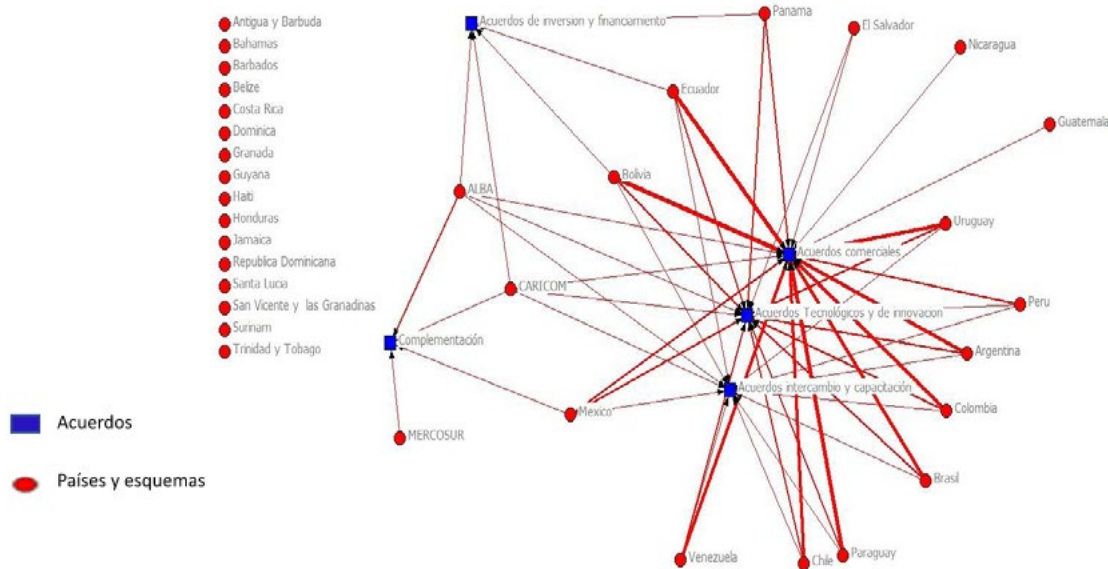 Antigua y Barbuda
Bahamas
Barbados
Belize
Costa Rica
Dominica
Granada
Guyana
Haiti
Honduras
Jamaica
Republica Dominicana
Santa Lucia
San Vicente y las Granadinas
Surinam
Trinidad y Tobago
Acuerdos de inversion y financiamiento
Panama
El Salvador
Nicaragua
Ecuador
Guatemala
Bolivia
ALBA
Uruguay
Acuerdos comerciales
CARICOM
Peru
Acuerdos Tecnológicos y de innovacion
Complementación
Argentina
Acuerdos intercambio y capacitación
Mexico
Colombia
MERCOSUR
Brasil
Venezuela
Chile
Paraguay
Acuerdos
Países y esquemas